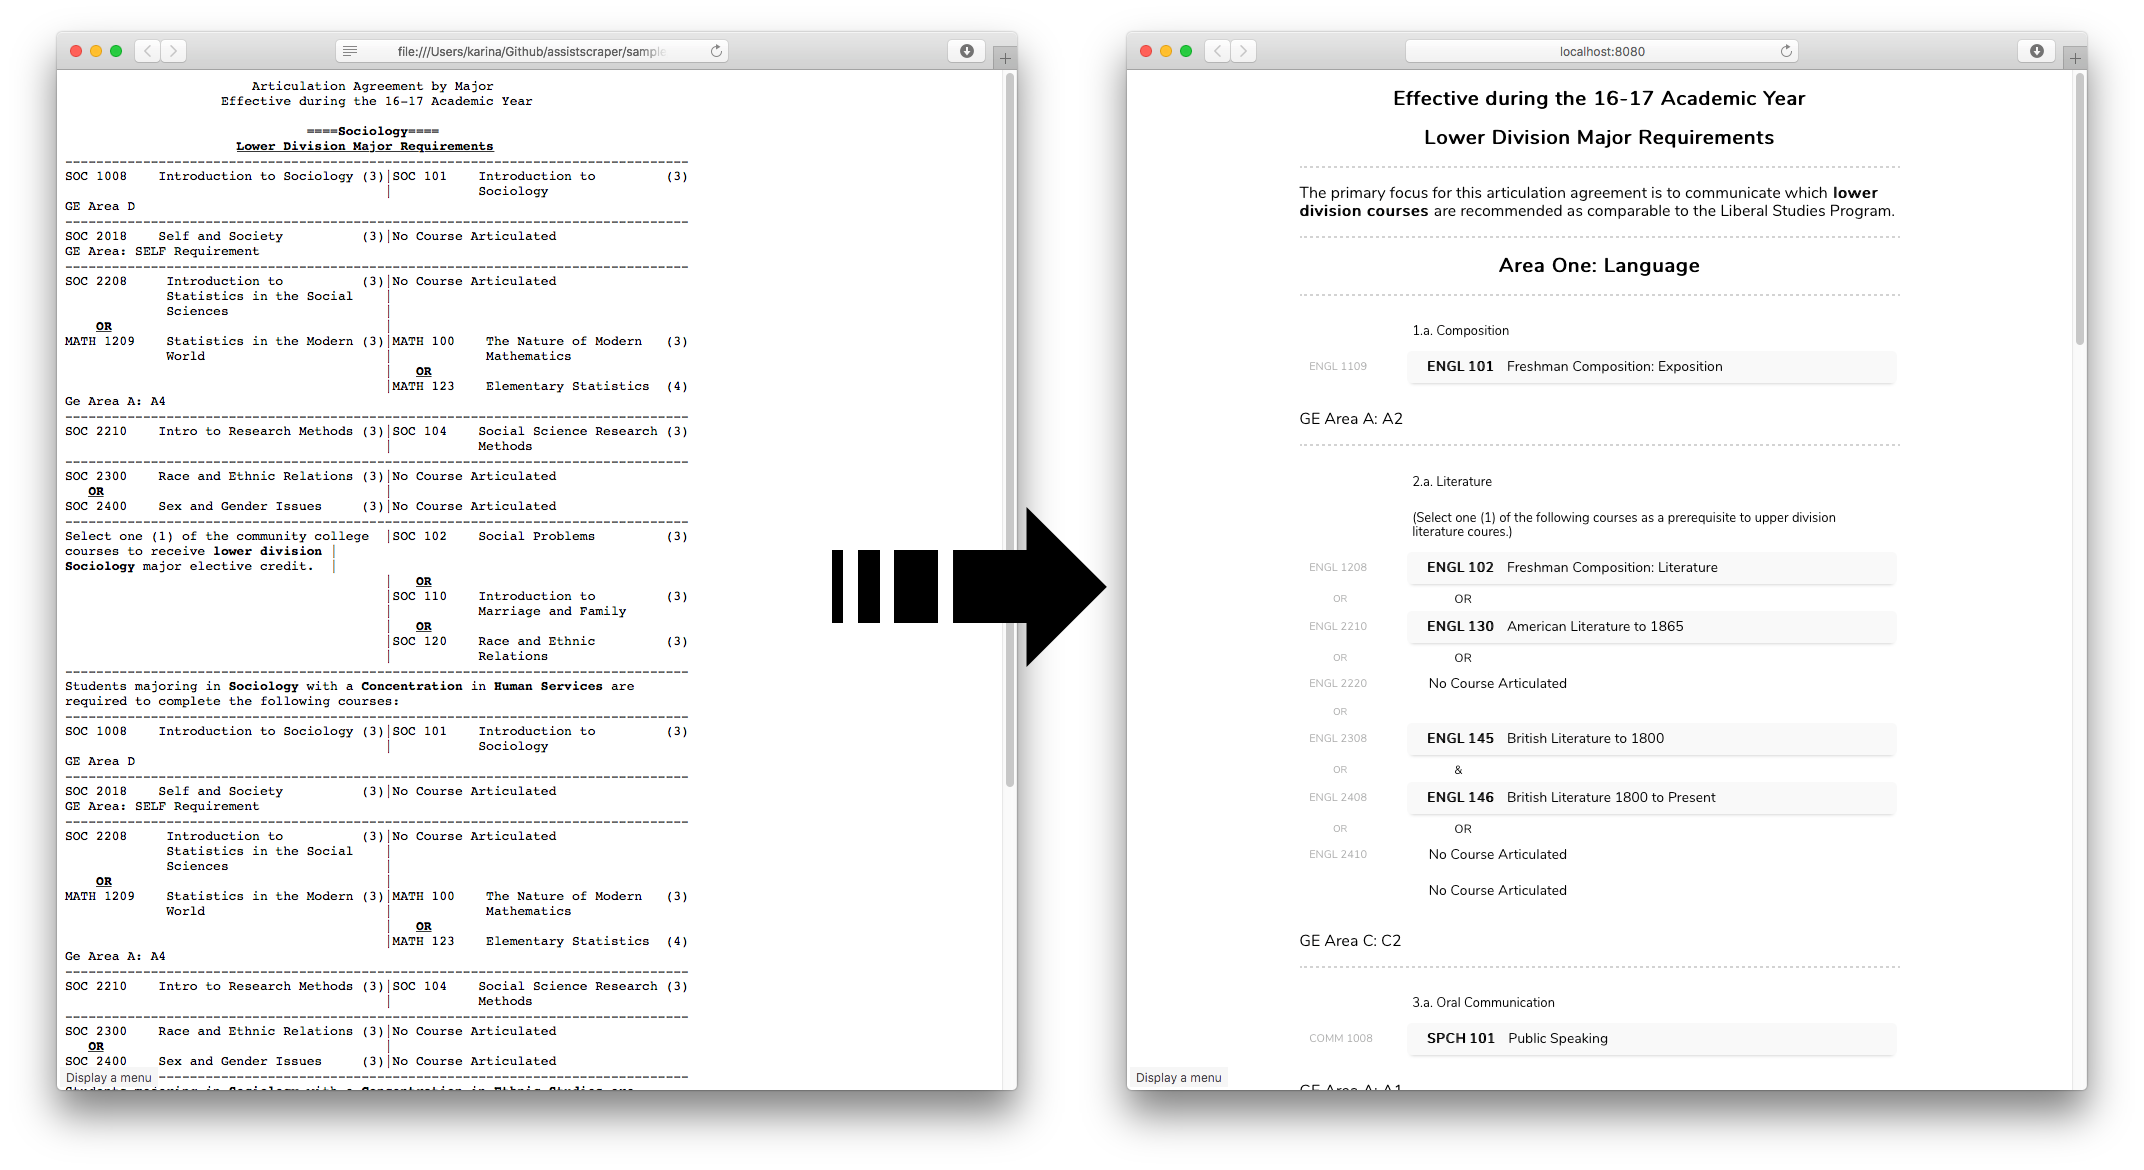 file:///Users/karina/Github/assistscraper/sample
Articulation Agreement by Major
Effective during the 16-17 Academic Year
====Sociology====
Lower Division Major Requirements
--------------------------------------------------------------------------------
SOC 1008 Introduction to Sociology (3)|SOC 101 Introduction to (3)
| Sociology
GE Area D
--------------------------------------------------------------------------------
SOC 2018 Self and Society (3)|No Course Articulated
GE Area: SELF Requirement
--------------------------------------------------------------------------------
SOC 2208 Introduction to (3)|No Course Articulated
Statistics in the Social |
Sciences |
OR |
MATH 1209 Statistics in the Modern (3)|MATH 100 The Nature of Modern (3)
World | Mathematics
| OR
|MATH 123 Elementary Statistics (4)
Ge Area A: A4
--------------------------------------------------------------------------------
SOC 2210 Intro to Research Methods (3)|SOC 104 Social Science Research (3)
| Methods
--------------------------------------------------------------------------------
SOC 2300 Race and Ethnic Relations (3)|No Course Articulated
OR |
SOC 2400 Sex and Gender Issues (3)|No Course Articulated
--------------------------------------------------------------------------------
Select one (1) of the community college |SOC 102 Social Problems (3)
courses to receive lower division |
Sociology major elective credit. |
| OR
|SOC 110 Introduction to (3)
| Marriage and Family
| OR
|SOC 120 Race and Ethnic (3)
| Relations
--------------------------------------------------------------------------------
Students majoring in Sociology with a Concentration in Human Services are
required to complete the following courses:
--------------------------------------------------------------------------------
SOC 1008 Introduction to Sociology (3)|SOC 101 Introduction to (3)
| Sociology
GE Area D
--------------------------------------------------------------------------------
SOC 2018 Self and Society (3)|No Course Articulated
GE Area: SELF Requirement
--------------------------------------------------------------------------------
SOC 2208 Introduction to (3)|No Course Articulated
Statistics in the Social |
Sciences |
OR |
MATH 1209 Statistics in the Modern (3)|MATH 100 The Nature of Modern (3)
World | Mathematics
| OR
|MATH 123 Elementary Statistics (4)
Ge Area A: A4
--------------------------------------------------------------------------------
SOC 2210 Intro to Research Methods (3)|SOC 104 Social Science Research (3)
| Methods
--------------------------------------------------------------------------------
SOC 2300 Race and Ethnic Relations (3)|No Course Articulated
OR |
SOC 2400 Sex and Gender Issues (3)|No Course Articulated
--------------------------------------------------------------------------------
Display a menu
Students majoring in Sociology with a Concentration in Ethnic Studies are
localhost:8080
Effective during the 16-17 Academic Year
Lower Division Major Requirements
The primary focus for this articulation agreement is to communicate which lower
division courses are recommended as comparable to the Liberal Studies Program.
Area One: Language
1.a. Composition
ENGL 1109 ENGL 101 Freshman Composition: Exposition
GE Area A: A2
2.a. Literature
(Select one (1) of the following courses as a prerequisite to upper division
literature coures.)
ENGL 1208 ENGL 102 Freshman Composition: Literature
OR OR
ENGL 2210 ENGL 130 American Literature to 1865
OR OR
ENGL 2220 No Course Articulated
OR
ENGL 2308 ENGL 145 British Literature to 1800
OR &
ENGL 2408 ENGL 146 British Literature 1800 to Present
OR OR
ENGL 2410 No Course Articulated
No Course Articulated
GE Area C: C2
3.a. Oral Communication
COMM 1008 SPCH 101 Public Speaking
GE Area A: A1
Display a menu